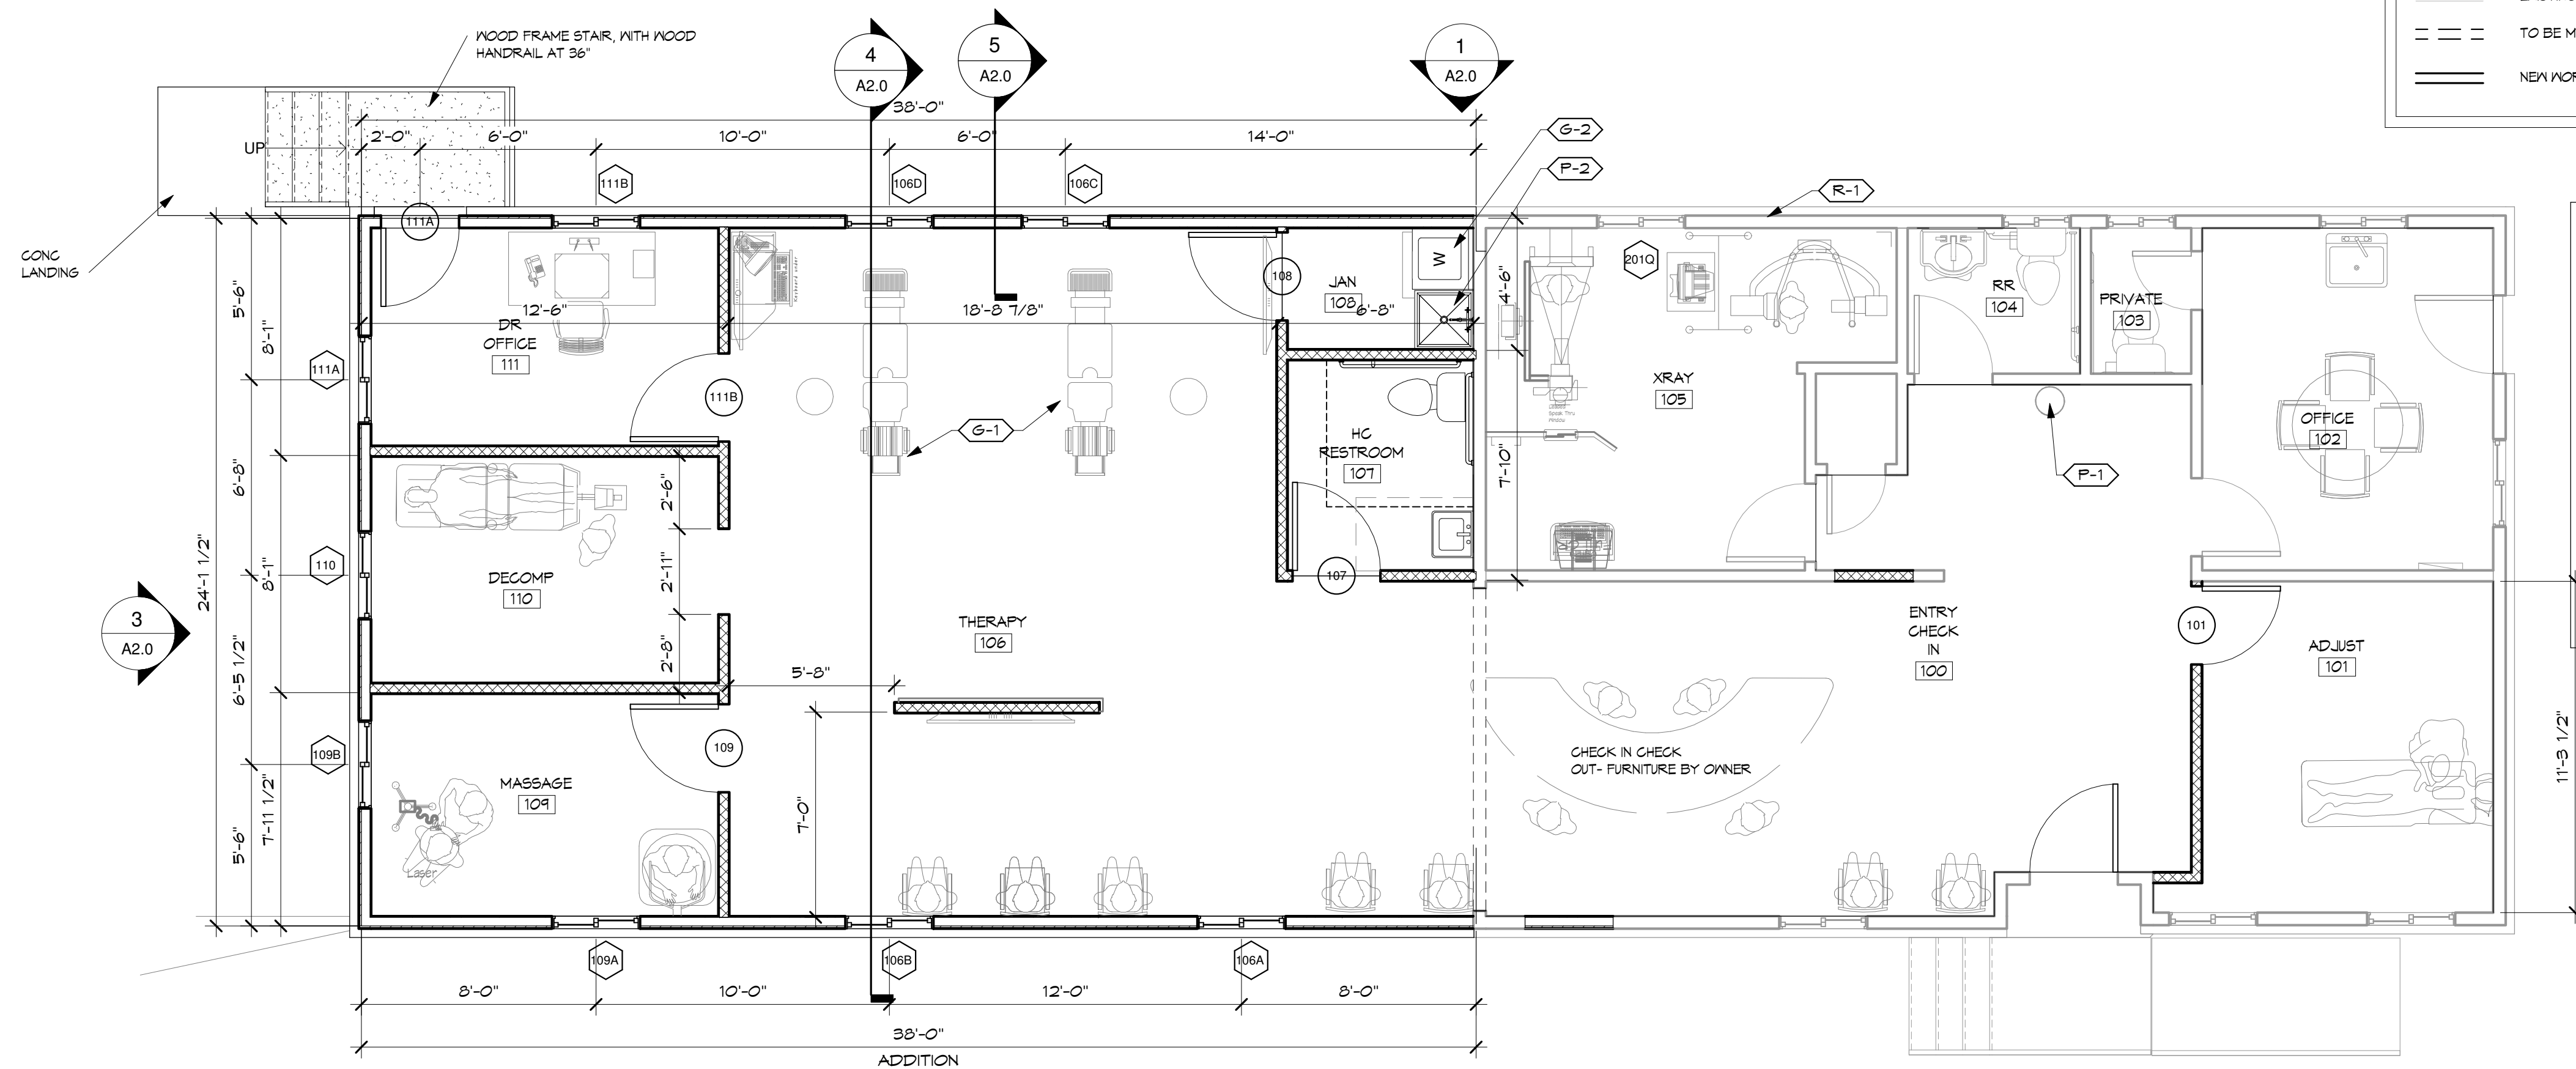 WOOD FRAME STAIR, WITH WOOD
HANDRAIL AT 36"
4
A2.0
5
A2.0
1
A2.0
TO BE
38'-0"
2'-0"
6'-0"
10'-0"
6'-0"
14'-0"
UP
G-2
P-2
R-1
111B
106D
106C
111A
CONC
LANDING
W
108
JAN
108
201Q
RR
104
PRIVATE
103
5'-6"
8'-1"
4'-6"
12'-6"
18'-8 7/8"
6'-8"
DR
OFFICE
111
Keyboard under
111A
111B
XRAY
105
Leaded
Speak Thru
Window
OFFICE
102
G-1
HC
RESTROOM
107
P-1
6'-8"
7'-10"
2'-6"
24'-1 1/2"
8'-1"
110
DECOMP
110
2'-11"
107
3
A2.0
THERAPY
106
ENTRY
CHECK
IN
100
101
ADJUST
101
6'-5 1/2"
2'-8"
5'-8"
109B
109
CHECK IN CHECK
OUT- FURNITURE BY OWNER
11'-3 1/2"
MASSAGE
109
5'-6"
7'-11 1/2"
7'-0"
Laser
109A
106B
106A
8'-0"
10'-0"
12'-0"
8'-0"
38'-0"
ADDITION